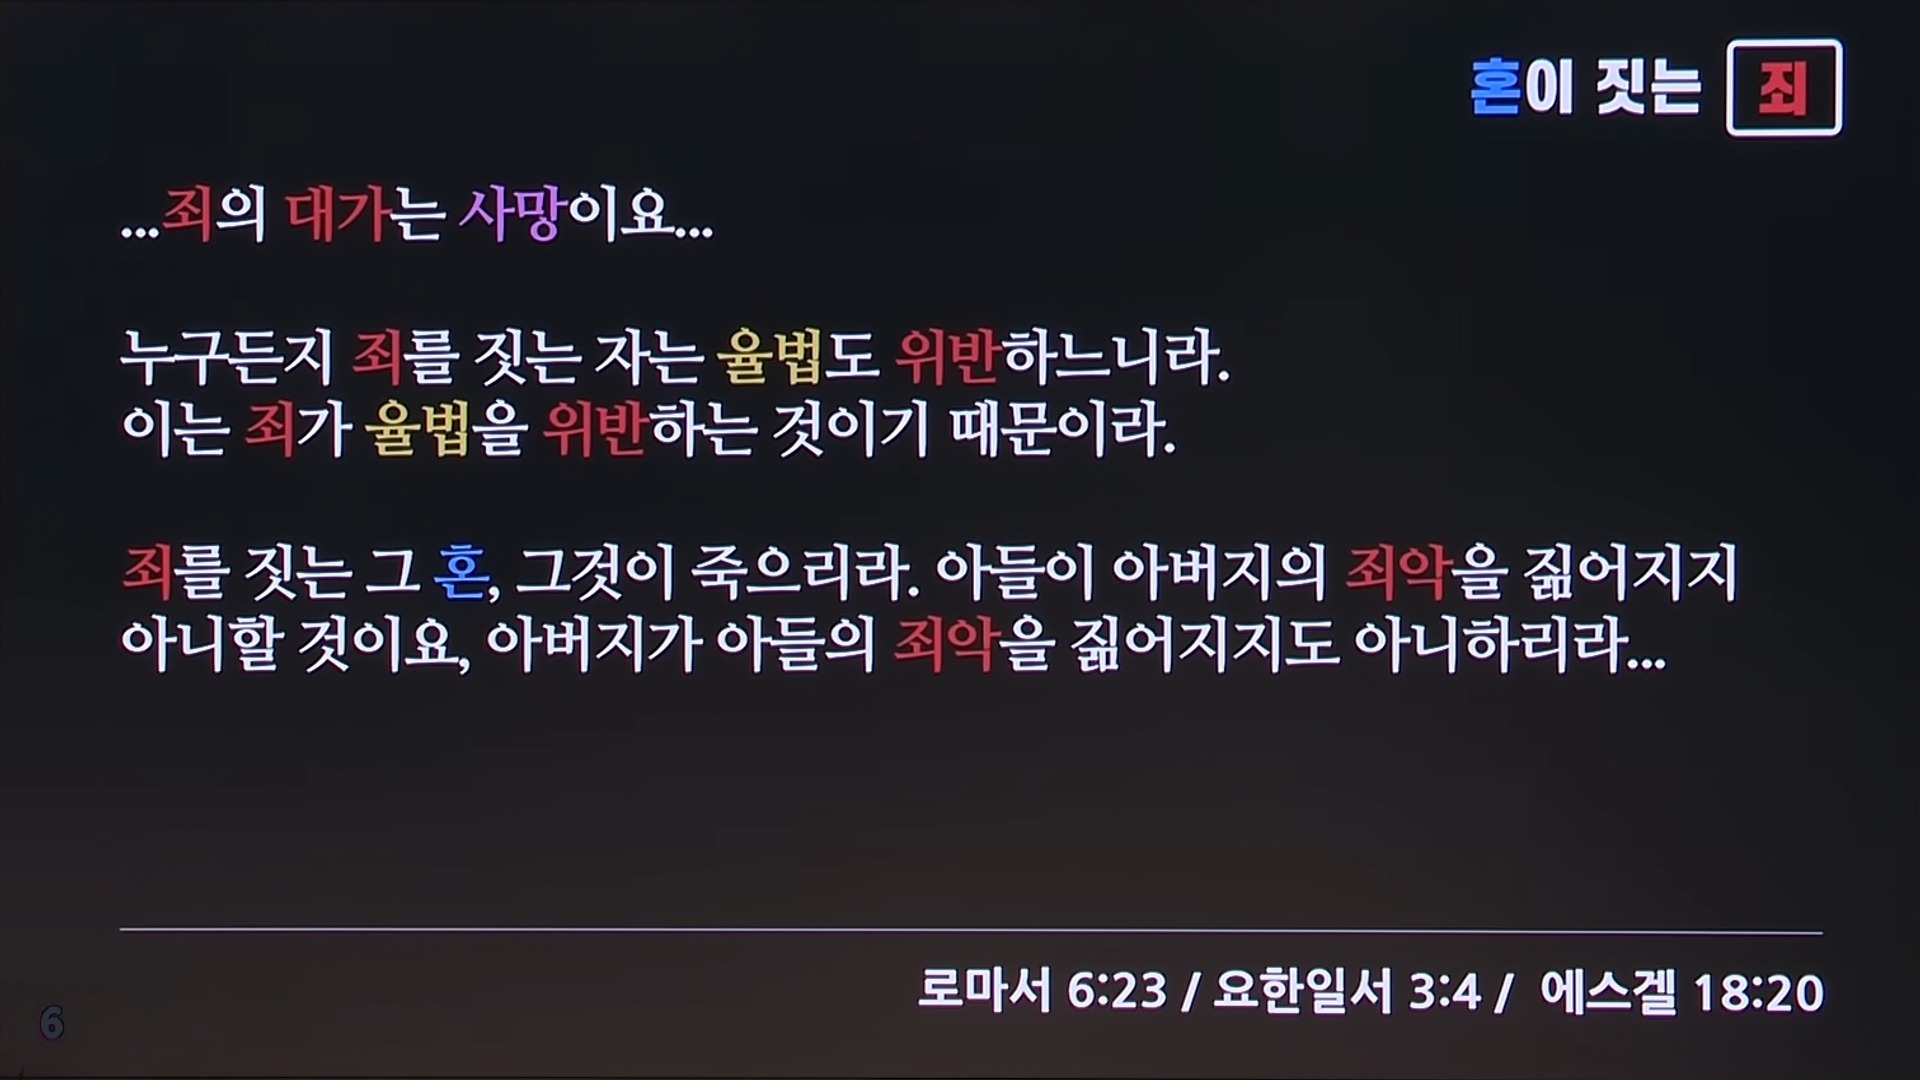 혼이 짓는 죄
...죄의 대가는 사망이요...
누구든지 죄를 짓는 자는 율법도 위반하느니라.
이는 죄가 율법을 위반하는 것이기 때문이라.
죄를 짓는 그 혼, 그것이 죽으리라. 아들이 아버지의 죄악을 짊어지지
아니할 것이요, 아버지가 아들의 죄악을 짊어지지도 아니하리라...
로마서 6:23 / 요한일서 3:4 / 에스겔 18:20
6